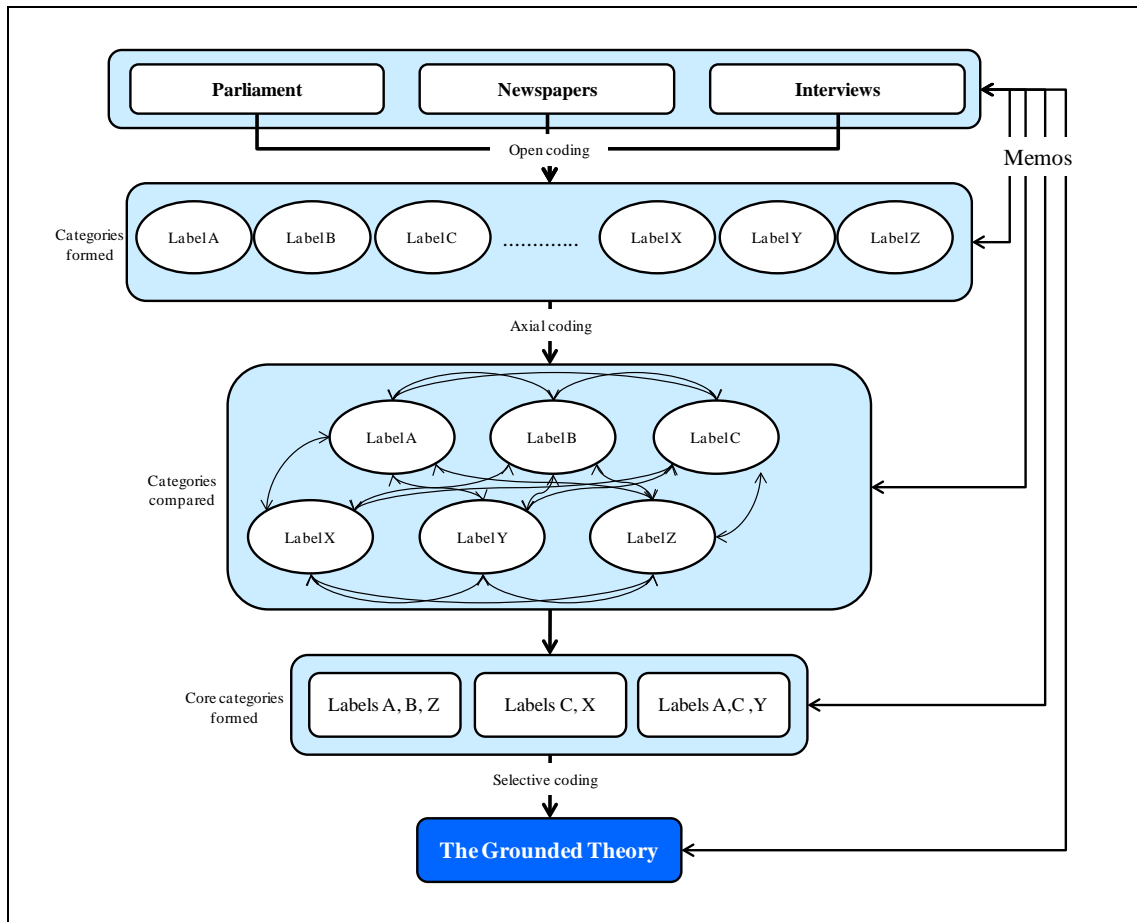 Parliament
Newspapers
Interviews
Open coding
Memos
Categories
formed
Label A
Label B
Label C
.............
Label X
Label Y
Label Z
Axial coding
Categories
compared
Label A
Label B
Label C
Label X
Label Y
Label Z
Core categories
formed
Labels A, B, Z
Labels C, X
Labels A,C ,Y
Selective coding
The Grounded Theory